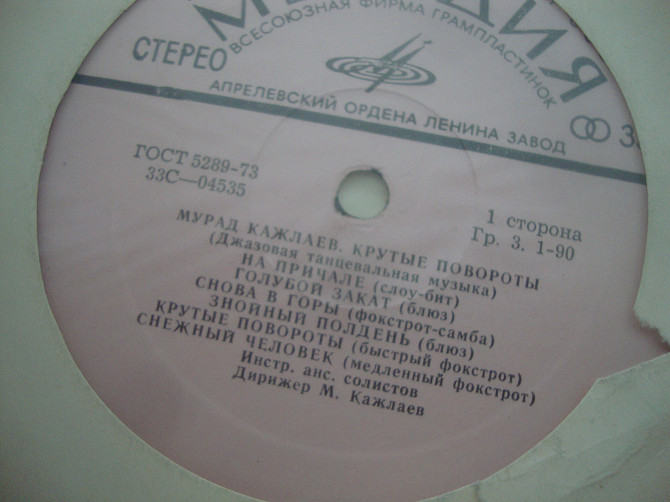 МЕЛОДИЯ
ВСЕСОЮЗНАЯ ФИРМА ГРАМПЛАСТИНОК
СТЕРЕО
АПРЕЛЕВСКИЙ ОРДЕНА ЛЕНИНА ЗАВОД
ГОСТ 5289-73
33С—04535
1 сторона
Гр. 3. 1-90
МУРАД КАЖЛАЕВ. КРУТЫЕ ПОВОРОТЫ
(Джазовая танцевальная музыка)
НА ПРИЧАЛЕ (слоу-бит)
ГОЛУБОЙ ЗАКАТ (блюз)
СНОВА В ГОРЫ (фокстрот-самба)
ЗНОЙНЫЙ ПОЛДЕНЬ (блюз)
КРУТЫЕ ПОВОРОТЫ (быстрый фокстрот)
СНЕЖНЫЙ ЧЕЛОВЕК (медленный фокстрот)
Инстр. анс. солистов
Дирижер М. Кажлаев